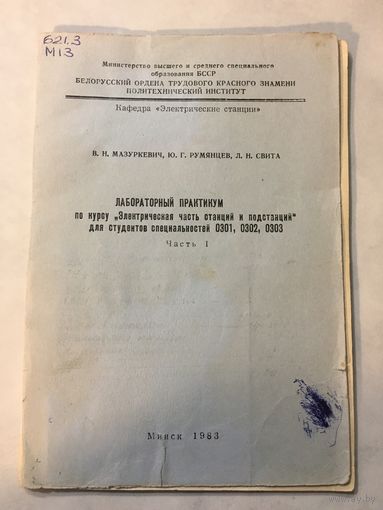 621.3
М13
Министерство высшего и среднего специального
образования БССР
БЕЛОРУССКИЙ ОРДЕНА ТРУДОВОГО КРАСНОГО ЗНАМЕНИ
ПОЛИТЕХНИЧЕСКИЙ ИНСТИТУТ
Кафедра «Электрические станции»
В. Н. МАЗУРКЕВИЧ, Ю. Г. РУМЯНЦЕВ, Л. Н. СВИТА
ЛАБОРАТОРНЫЙ ПРАКТИКУМ
по курсу „Электрическая часть станций и подстанций"
для студентов специальностей 0301, 0302, 0303
Часть I
Минск 1983
av.by